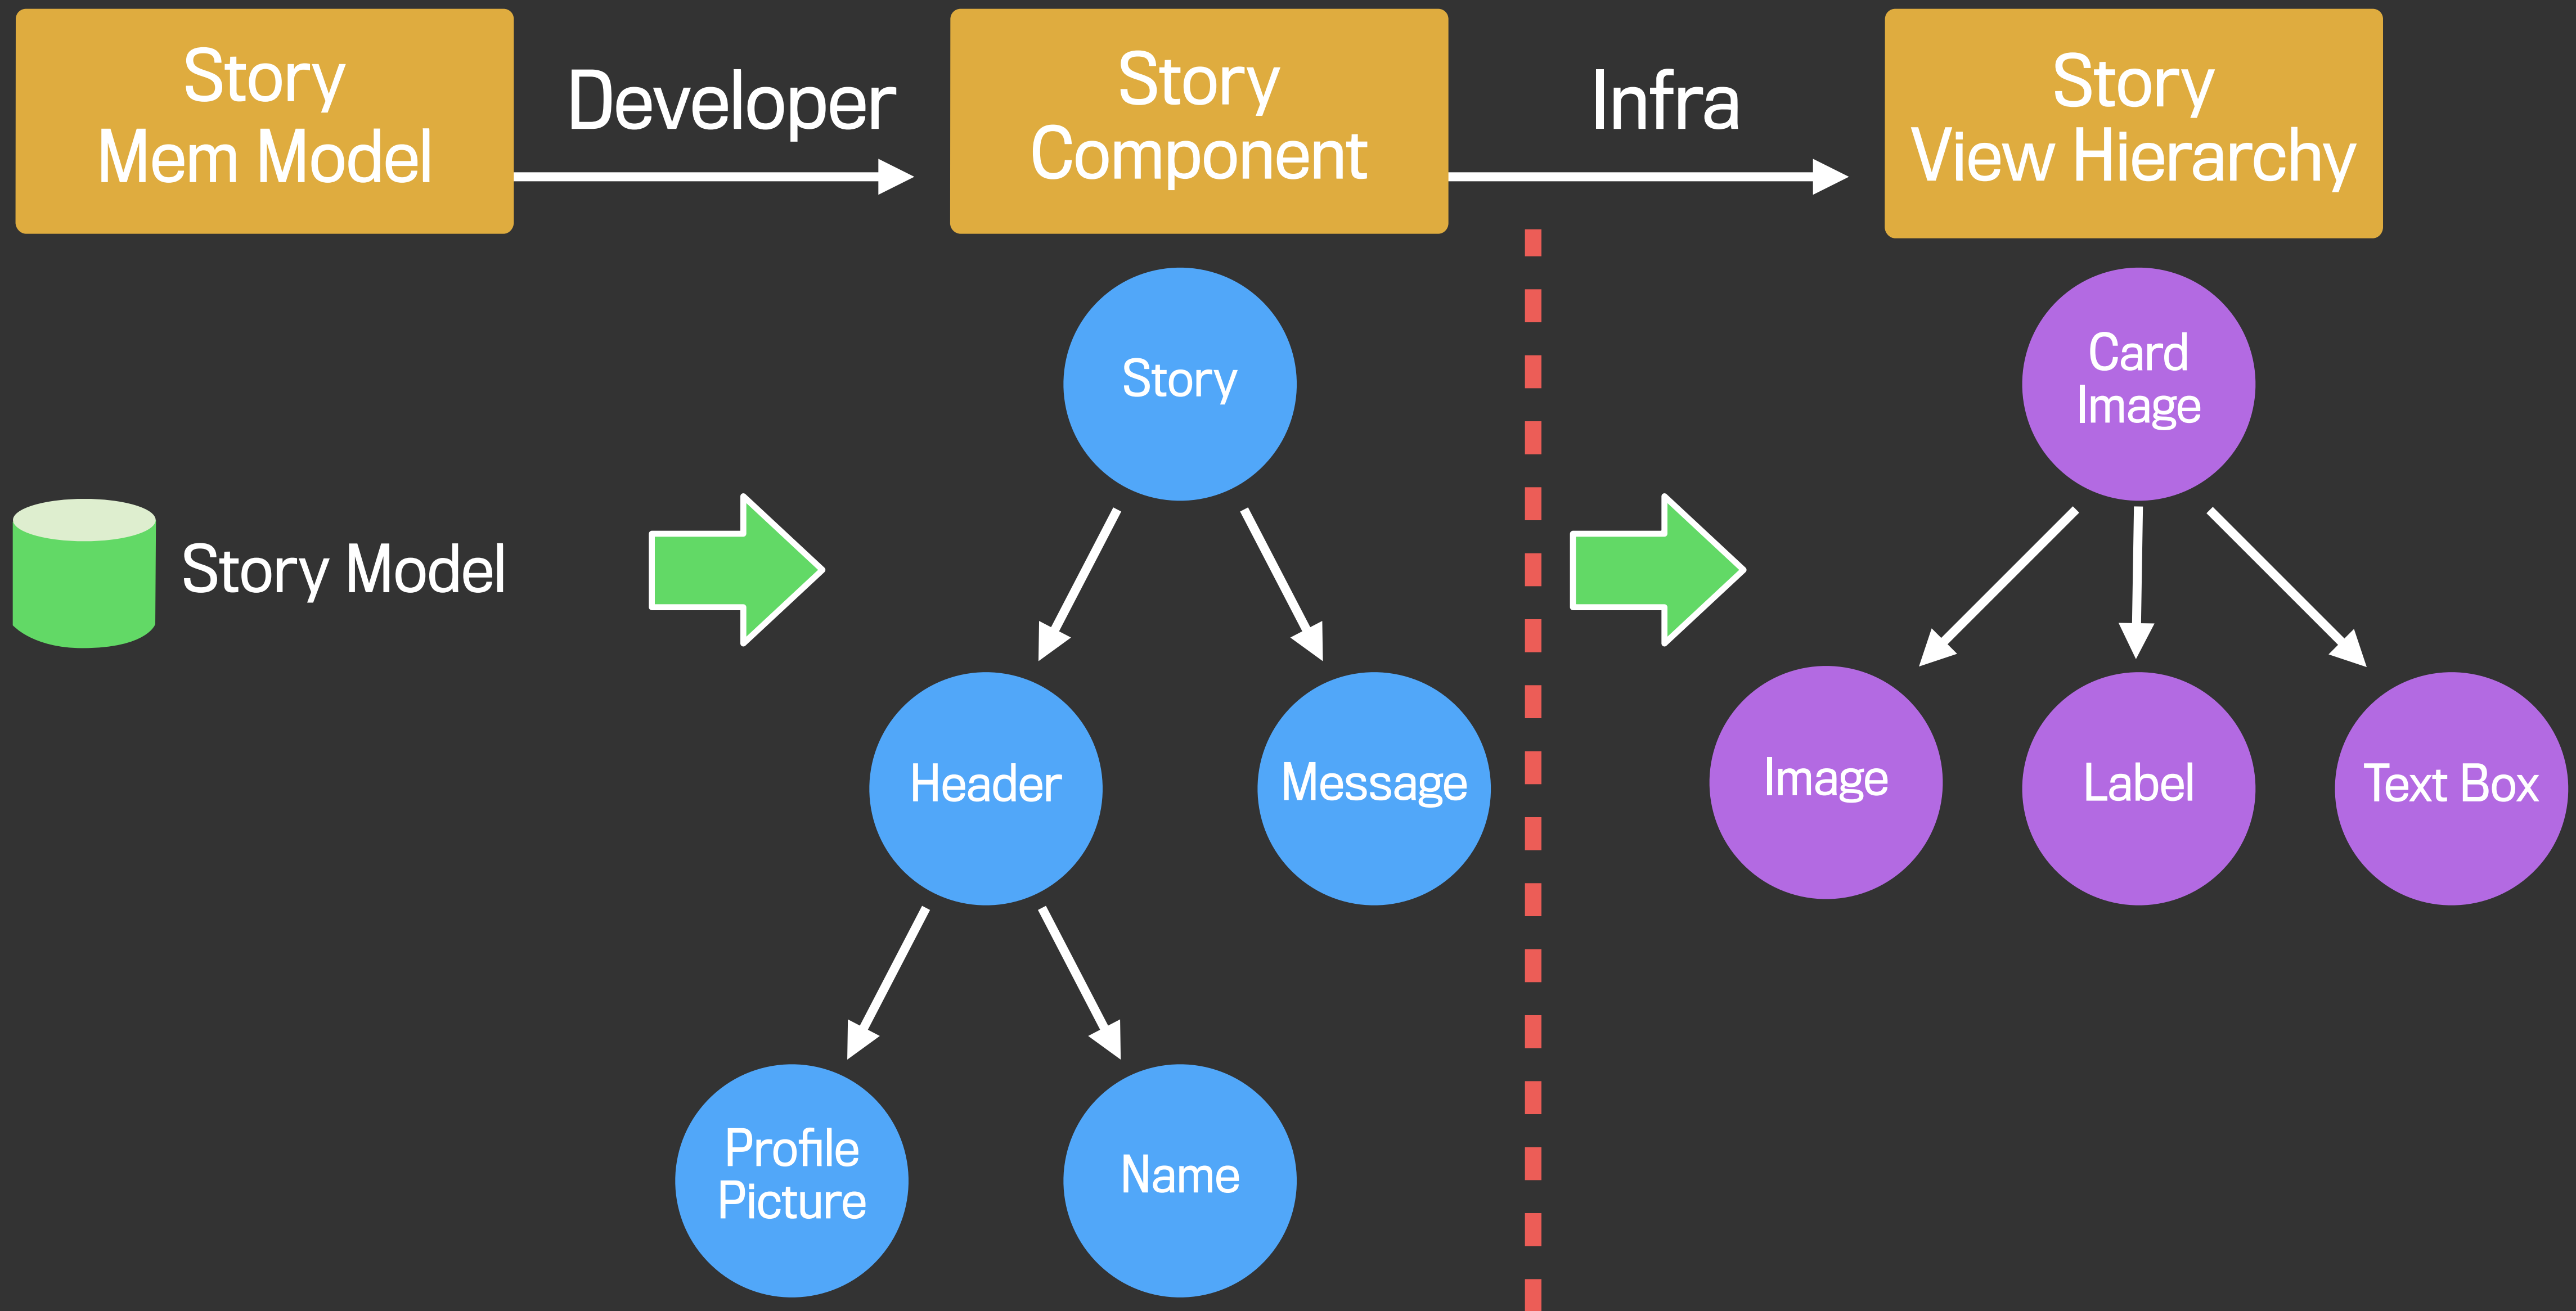 Story
Mem Model
Developer
Story
Component
Infra
Story
View Hierarchy
Story
Card
Image
Story Model
Header
Message
Image
Label
Text Box
Profile
Picture
Name